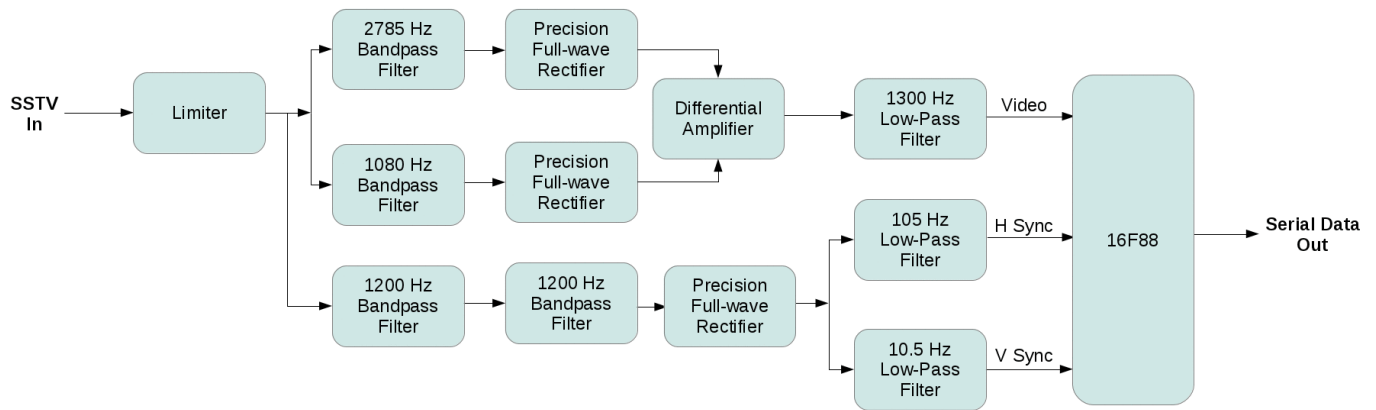 SSTV
In
Limiter
2785 Hz
Bandpass
Filter
Precision
Full-wave
Rectifier
1080 Hz
Bandpass
Filter
Precision
Full-wave
Rectifier
Differential
Amplifier
1300 Hz
Low-Pass
Filter
Video
1200 Hz
Bandpass
Filter
1200 Hz
Bandpass
Filter
Precision
Full-wave
Rectifier
105 Hz
Low-Pass
Filter
H Sync
10.5 Hz
Low-Pass
Filter
V Sync
16F88
Serial Data
Out